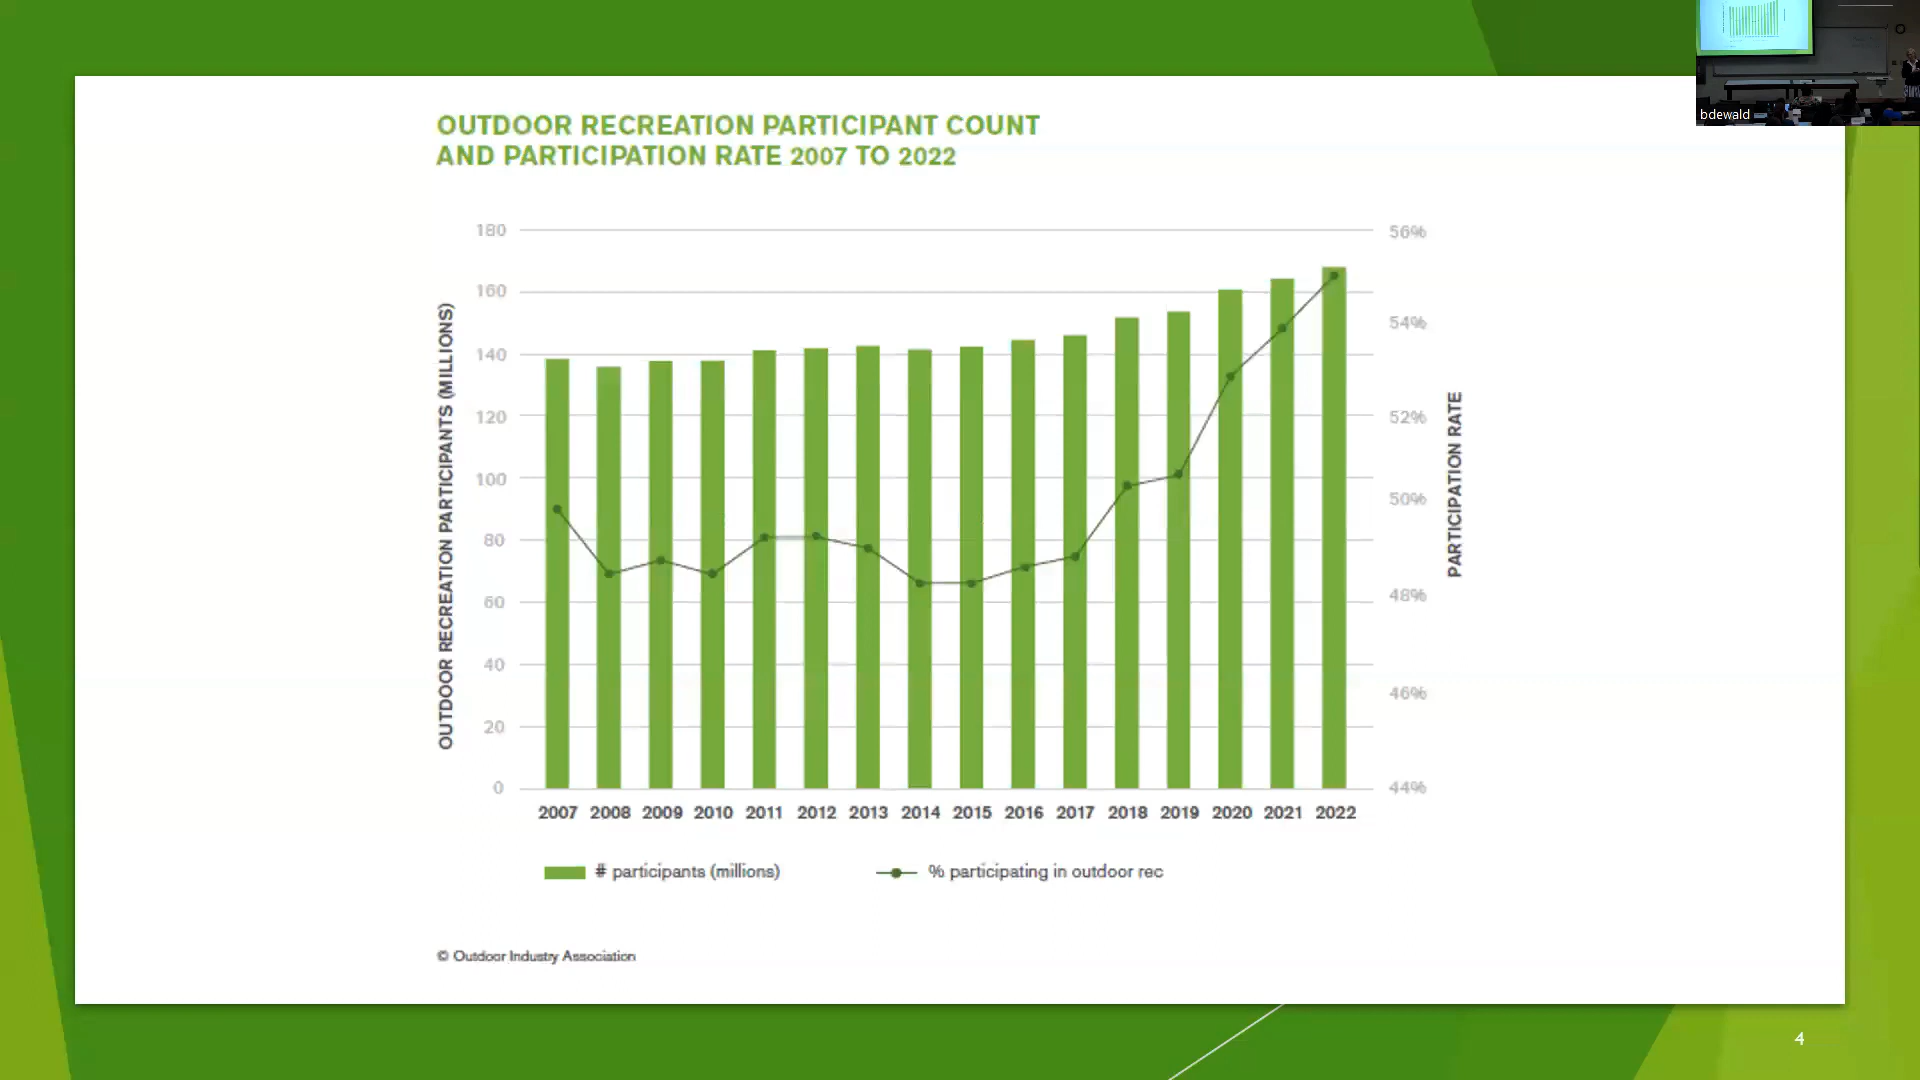 bdewald
OUTDOOR RECREATION PARTICIPANT COUNT
AND PARTICIPATION RATE 2007 TO 2022
OUTDOOR RECREATION PARTICIPANTS (MILLIONS)
180
160
140
120
100
80
60
40
20
0
56%
54%
52%
50%
48%
46%
44%
PARTICIPATION RATE
2007 2008 2009 2010 2011 2012 2013 2014 2015 2016 2017 2018 2019 2020 2021 2022
# participants (millions)
% participating in outdoor rec
© Outdoor Industry Association
4